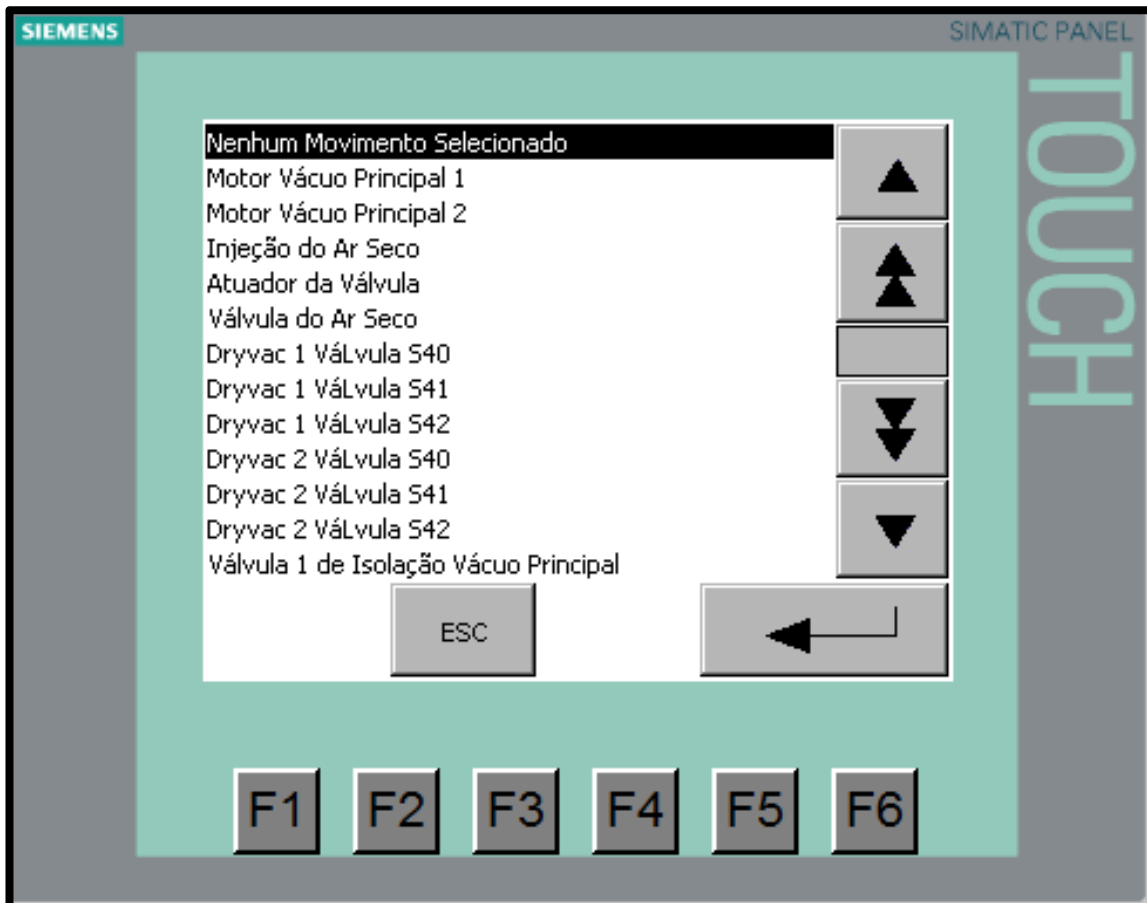 SIEMENS
SIMATIC PANEL
TOUCH
Nenhum Movimento Selecionado
Motor Vácuo Principal 1
Motor Vácuo Principal 2
Injeção do Ar Seco
Atuador da Válvula
Válvula do Ar Seco
Dryvac 1 VáLvula S40
Dryvac 1 VáLvula S41
Dryvac 1 VáLvula S42
Dryvac 2 VáLvula S40
Dryvac 2 VáLvula S41
Dryvac 2 VáLvula S42
Válvula 1 de Isolação Vácuo Principal
ESC
F1 F2 F3 F4 F5 F6